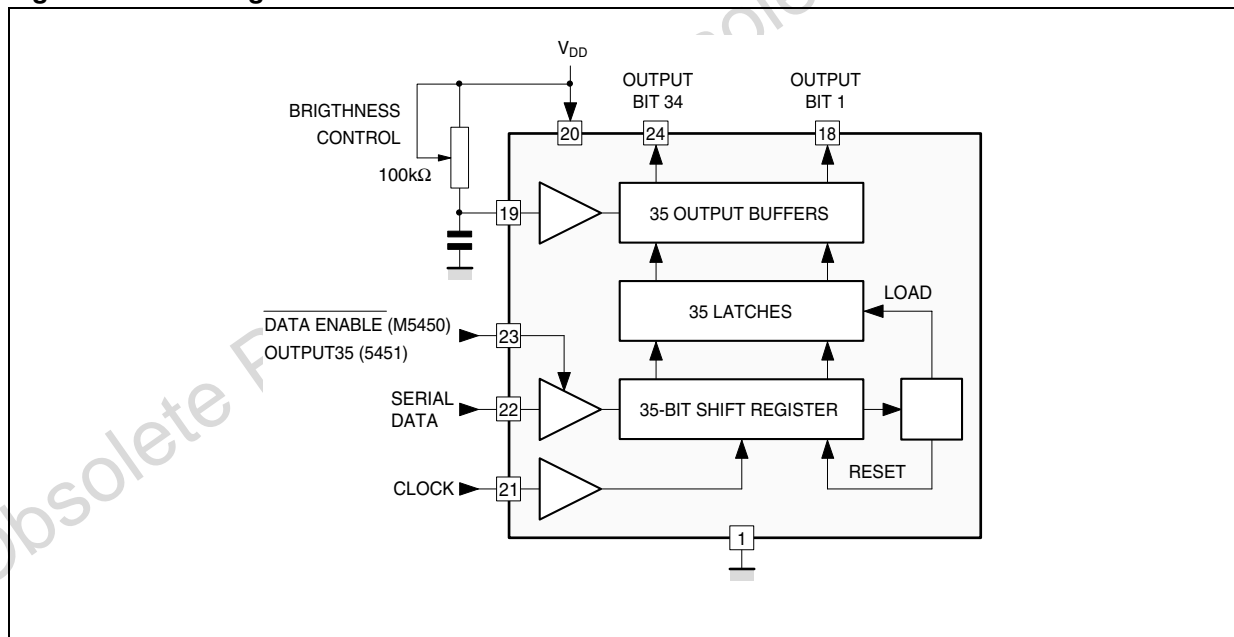 V_DD
OUTPUT BIT 34
OUTPUT BIT 1
BRIGTHNESS CONTROL
100kΩ
20
24
18
19
35 OUTPUT BUFFERS
35 LATCHES
LOAD
DATA ENABLE (M5450)
OUTPUT35 (5451)
23
SERIAL DATA
22
35-BIT SHIFT REGISTER
RESET
CLOCK
21
1
Obsolete